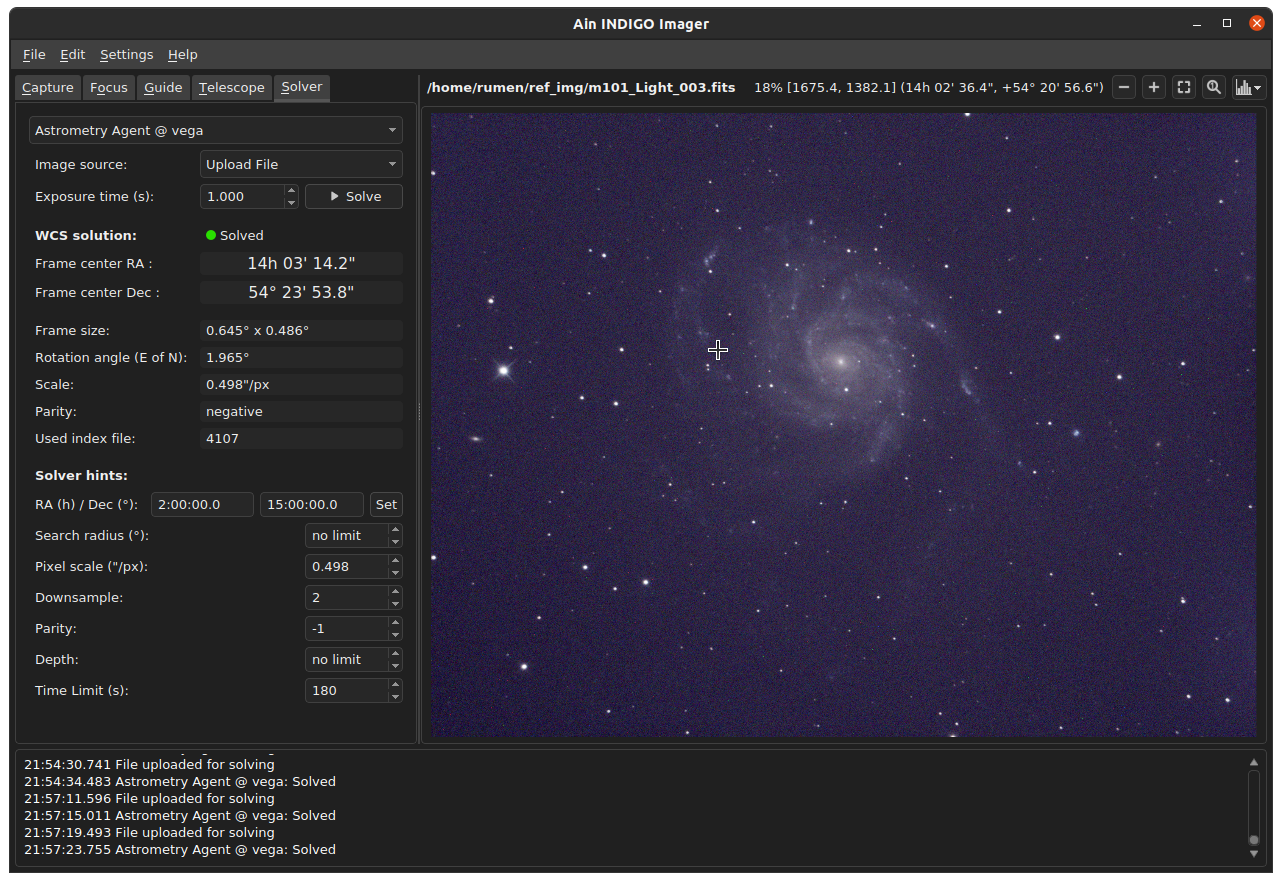 Ain INDIGO Imager
File Edit Settings Help
Capture Focus Guide Telescope Solver
/home/rumen/ref_img/m101_Light_003.fits 18% [1675.4, 1382.1] (14h 02' 36.4", +54° 20' 56.6")
Astrometry Agent @ vega
Image source: Upload File
Exposure time (s): 1.000 Solve
WCS solution: Solved
Frame center RA : 14h 03' 14.2"
Frame center Dec : 54° 23' 53.8"
Frame size: 0.645° x 0.486°
Rotation angle (E of N): 1.965°
Scale: 0.498"/px
Parity: negative
Used index file: 4107
Solver hints:
RA (h) / Dec (°): 2:00:00.0 15:00:00.0 Set
Search radius (°): no limit
Pixel scale ("/px): 0.498
Downsample: 2
Parity: -1
Depth: no limit
Time Limit (s): 180
21:54:30.741 File uploaded for solving
21:54:34.483 Astrometry Agent @ vega: Solved
21:57:11.596 File uploaded for solving
21:57:15.011 Astrometry Agent @ vega: Solved
21:57:19.493 File uploaded for solving
21:57:23.755 Astrometry Agent @ vega: Solved